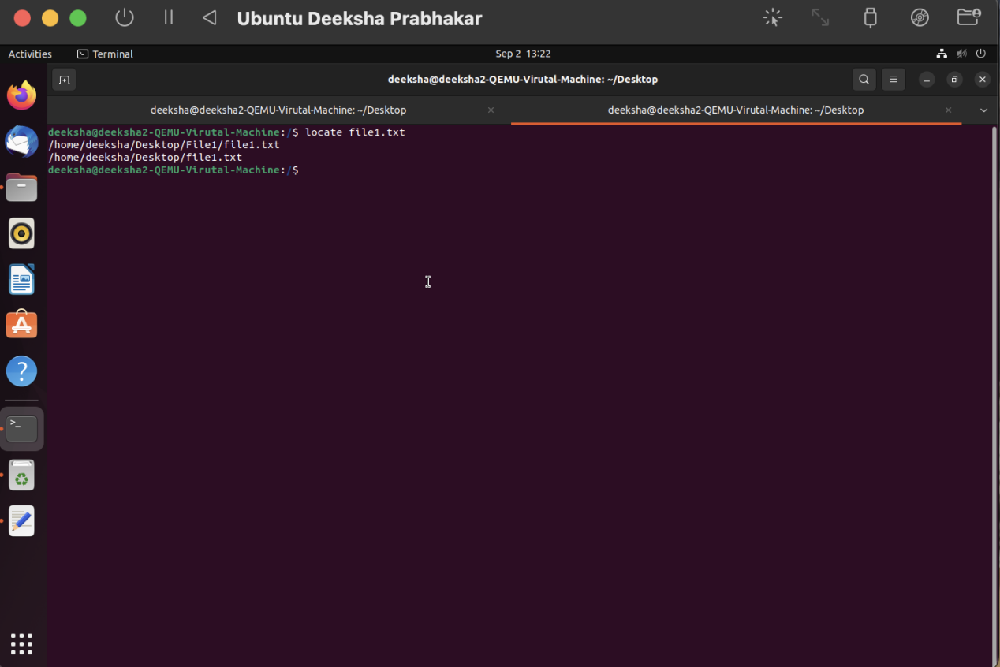 Ubuntu Deeksha Prabhakar
Activities
Terminal
Sep 2 13:22
deeksha@deeksha2-QEMU-Virutal-Machine: ~/Desktop
deeksha@deeksha2-QEMU-Virutal-Machine: ~/Desktop
deeksha@deeksha2-QEMU-Virutal-Machine: ~/Desktop
deeksha@deeksha2-QEMU-Virutal-Machine:/$ locate file1.txt
/home/deeksha/Desktop/File1/file1.txt
/home/deeksha/Desktop/file1.txt
deeksha@deeksha2-QEMU-Virutal-Machine:/$